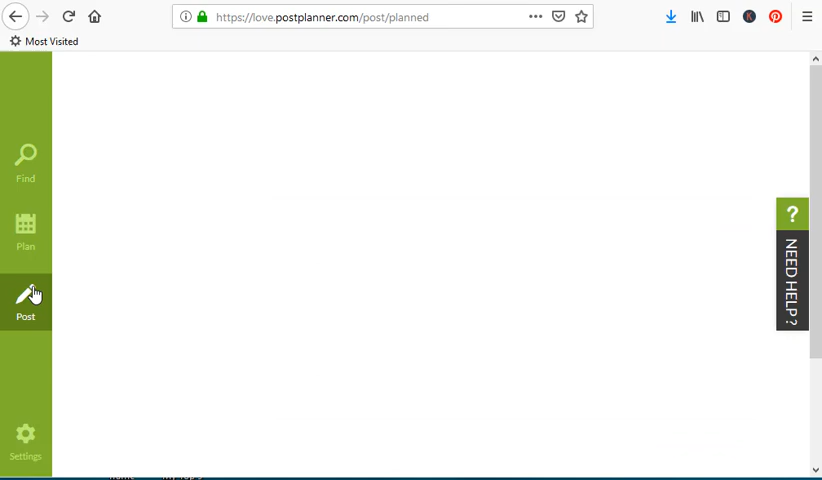 https://love.postplanner.com/post/planned
Most Visited
Find
Plan
Post
Settings
?
NEED HELP ?